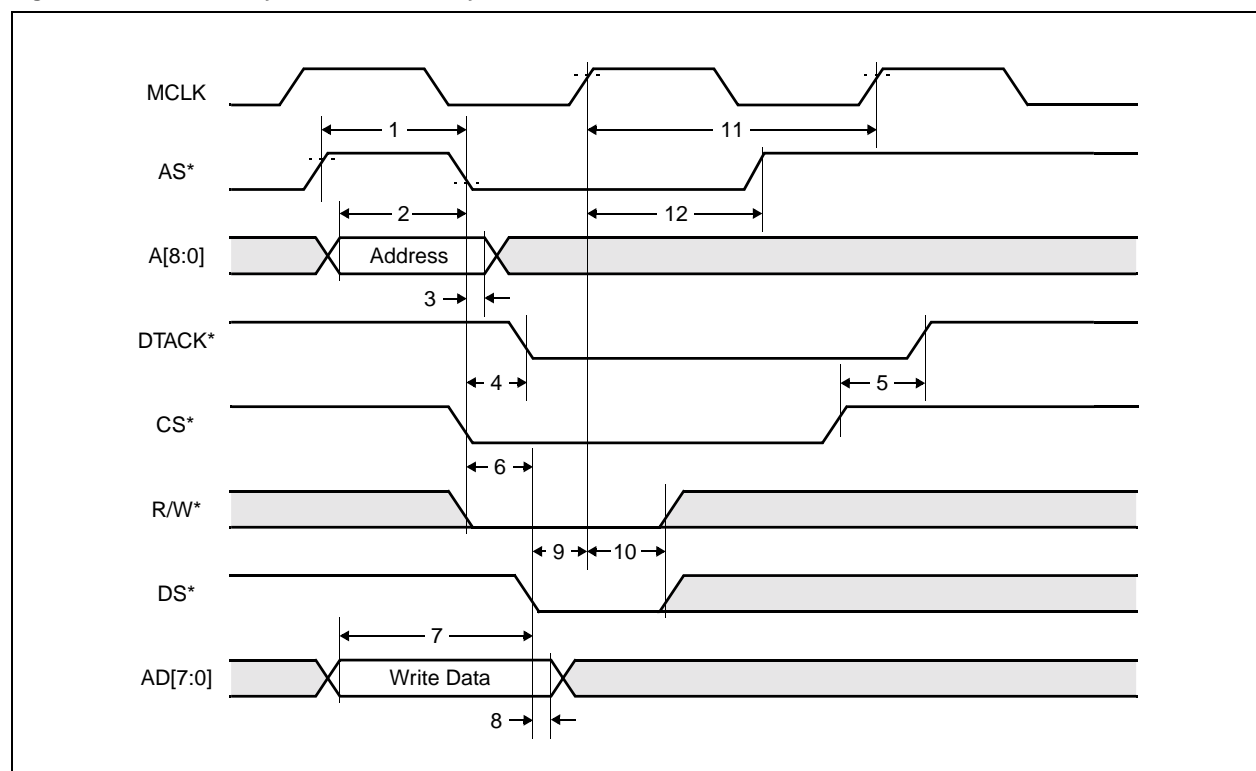 MCLK
1
11
AS*
2
12
A[8:0]
Address
3
DTACK*
4
5
CS*
6
R/W*
9
10
DS*
7
AD[7:0]
Write Data
8